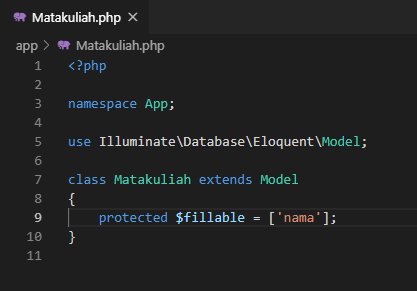 Matakuliah.php ×
app > Matakuliah.php
1 <?php
2
3 namespace App;
4
5 use Illuminate\Database\Eloquent\Model;
6
7 class Matakuliah extends Model
8 {
9     protected $fillable = ['nama'];
10 }
11